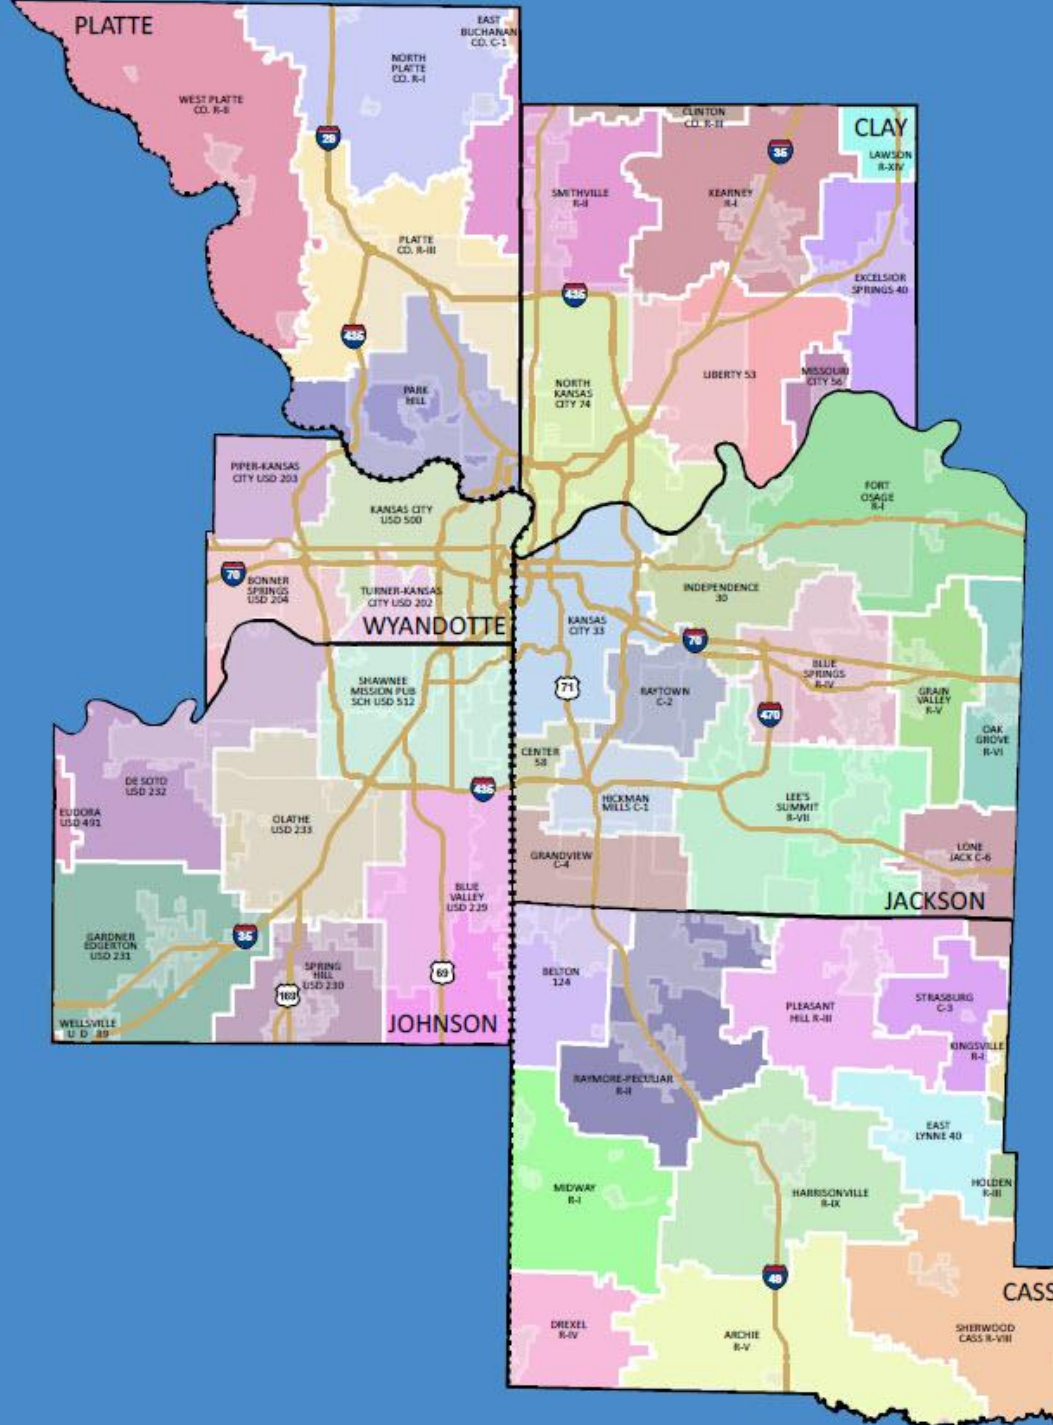 PLATTE
EAST
BUCHANAN
CO. C-1
NORTH
PLATTE
CO. R-I
WEST PLATTE
CO. R-II
29
CLINTON
CO. R-III
CLAY
35
LAWSON
R-XIV
SMITHVILLE
R-II
KEARNEY
R-I
PLATTE
CO. R-III
EXCELSIOR
SPRINGS 40
435
435
LIBERTY 53
MISSOURI
CITY 56
NORTH
KANSAS
CITY 74
PARK
HILL
PIPER-KANSAS
CITY USD 203
KANSAS CITY
USD 500
FORT
OSAGE
R-I
70
BONNER
SPRINGS
USD 204
TURNER-KANSAS
CITY USD 202
WYANDOTTE
INDEPENDENCE
30
KANSAS
CITY 33
70
BLUE
SPRINGS
R-IV
SHAWNEE
MISSION PUB
SCH USD 512
71
RAYTOWN
C-2
GRAIN
VALLEY
R-V
470
OAK
GROVE
R-VI
CENTER
58
DE SOTO
USD 232
435
EUDORA
USD 491
OLATHE
USD 233
HICKMAN
MILLS C-1
LEE'S
SUMMIT
R-VII
GRANDVIEW
C-4
LONE
JACK C-6
BLUE
VALLEY
USD 229
JACKSON
GARDNER
EDGERTON
USD 231
35
SPRING
HILL
USD 230
69
169
BELTON
124
PLEASANT
HILL R-III
STRASBURG
C-3
WELLSVILLE
U D 89
JOHNSON
KINGSVILLE
R-I
RAYMORE-PECULIAR
R-II
EAST
LYNNE 40
MIDWAY
R-I
HARRISONVILLE
R-IX
HOLDEN
R-III
49
CASS
DREXEL
R-IV
ARCHIE
R-V
SHERWOOD
CASS R-VIII